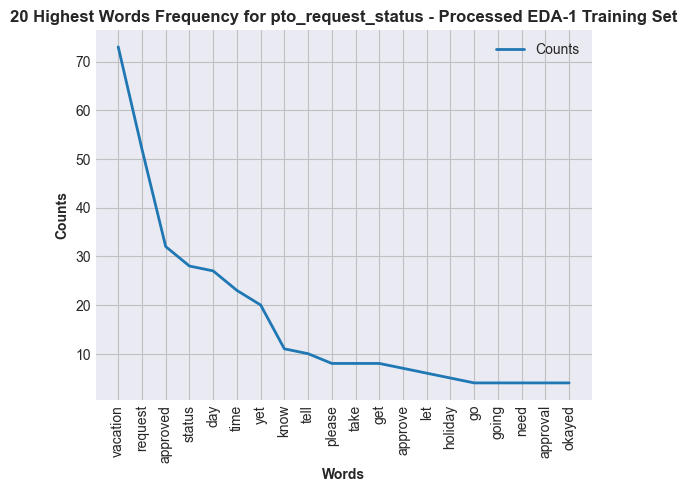 20 Highest Words Frequency for pto_request_status - Processed EDA-1 Training Set
Counts
70
60
50
40
30
20
10
Counts
vacation
request
approved
status
day
time
yet
know
tell
please
take
get
approve
let
holiday
go
going
need
approval
okayed
Words